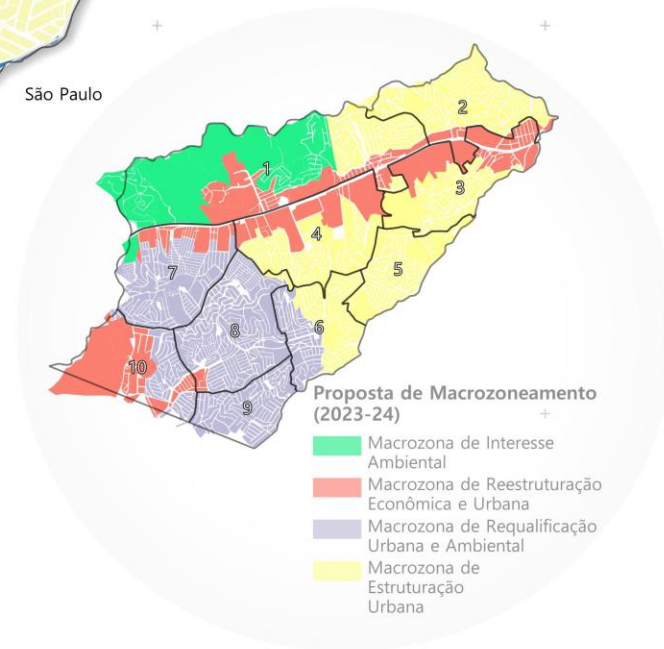 São Paulo
2
1
3
4
5
7
6
8
10
9
Proposta de Macrozoneamento
(2023-24)
Macrozona de Interesse
Ambiental
Macrozona de Reestruturação
Econômica e Urbana
Macrozona de Requalificação
Urbana e Ambiental
Macrozona de
Estruturação
Urbana